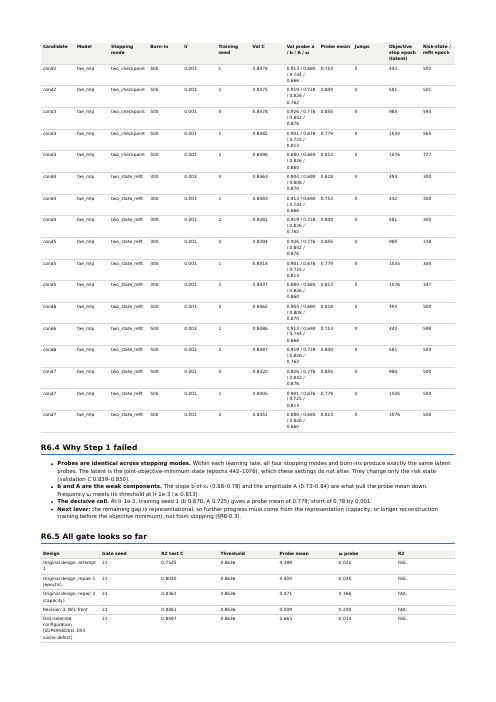 Candidate Model Stopping mode Burn-in lr Training seed Val C Val probe a / b / A / ω Probe mean Jumps Objective stop epoch (latent) Risk-state / refit epoch
cand2 fae_mlp two_checkpoint 500 0.003 1 0.8478 0.913 / 0.690 / 0.744 / 0.666 0.753 0 442 502
cand2 fae_mlp two_checkpoint 500 0.003 2 0.8475 0.919 / 0.728 / 0.826 / 0.762 0.809 0 581 501
cand3 fae_mlp two_checkpoint 500 0.001 0 0.8478 0.926 / 0.776 / 0.842 / 0.876 0.855 0 985 593
cand3 fae_mlp two_checkpoint 500 0.001 1 0.8482 0.901 / 0.676 / 0.725 / 0.813 0.779 0 1035 565
cand3 fae_mlp two_checkpoint 500 0.001 2 0.8496 0.880 / 0.685 / 0.826 / 0.860 0.813 0 1076 727
cand4 fae_mlp two_state_refit 300 0.003 0 0.8463 0.904 / 0.690 / 0.808 / 0.870 0.818 0 493 300
cand4 fae_mlp two_state_refit 300 0.003 1 0.8483 0.913 / 0.690 / 0.744 / 0.666 0.753 0 442 300
cand4 fae_mlp two_state_refit 300 0.003 2 0.8481 0.919 / 0.728 / 0.826 / 0.762 0.809 0 581 300
cand5 fae_mlp two_state_refit 300 0.001 0 0.8394 0.926 / 0.776 / 0.842 / 0.876 0.855 0 985 318
cand5 fae_mlp two_state_refit 300 0.001 1 0.8414 0.901 / 0.676 / 0.725 / 0.813 0.779 0 1035 300
cand5 fae_mlp two_state_refit 300 0.001 2 0.8437 0.880 / 0.685 / 0.826 / 0.860 0.813 0 1076 347
cand6 fae_mlp two_state_refit 500 0.003 0 0.8462 0.904 / 0.690 / 0.808 / 0.870 0.818 0 493 500
cand6 fae_mlp two_state_refit 500 0.003 1 0.8486 0.913 / 0.690 / 0.744 / 0.666 0.753 0 442 599
cand6 fae_mlp two_state_refit 500 0.003 2 0.8487 0.919 / 0.728 / 0.826 / 0.762 0.809 0 581 500
cand7 fae_mlp two_state_refit 500 0.001 0 0.8420 0.926 / 0.776 / 0.842 / 0.876 0.855 0 985 500
cand7 fae_mlp two_state_refit 500 0.001 1 0.8405 0.901 / 0.676 / 0.725 / 0.813 0.779 0 1035 500
cand7 fae_mlp two_state_refit 500 0.001 2 0.8451 0.880 / 0.685 / 0.826 / 0.860 0.813 0 1076 500
R6.4 Why Step 1 failed
• Probes are identical across stopping modes. Within each learning rate, all four stopping modes and burn-ins produce exactly the same latent
probes. The latent is the joint-objective-minimum state (epochs 442–1076), which these settings do not alter. They change only the risk state
(validation C 0.839–0.850).
• b and A are the weak components. The slope b of x₁ (0.68–0.78) and the amplitude A (0.73–0.84) are what pull the probe mean down.
Frequency ω meets its threshold at lr 1e-3 (≥ 0.813).
• The decisive cell. At lr 1e-3, training seed 1 (b 0.676, A 0.725) gives a probe mean of 0.779, short of 0.78 by 0.001.
• Next lever: the remaining gap is representational, so further progress must come from the representation (capacity, or longer reconstruction
training before the objective minimum), not from stopping (§R6-0.3).
R6.5 All gate looks so far
Design Gate seed R2 test C Threshold Probe mean ω probe R2
Original design, attempt 1 21 0.7545 0.8636 0.398 0.022 FAIL
Original design, repair 1 (epochs) 21 0.8050 0.8636 0.404 0.035 FAIL
Original design, repair 2 (capacity) 21 0.8361 0.8636 0.471 0.166 FAIL
Revision 3: NFL front 21 0.8461 0.8636 0.509 0.200 FAIL
D41-selected configuration [SUPERSEDED, D53 cache defect] 21 0.8497 0.8636 0.663 0.014 FAIL